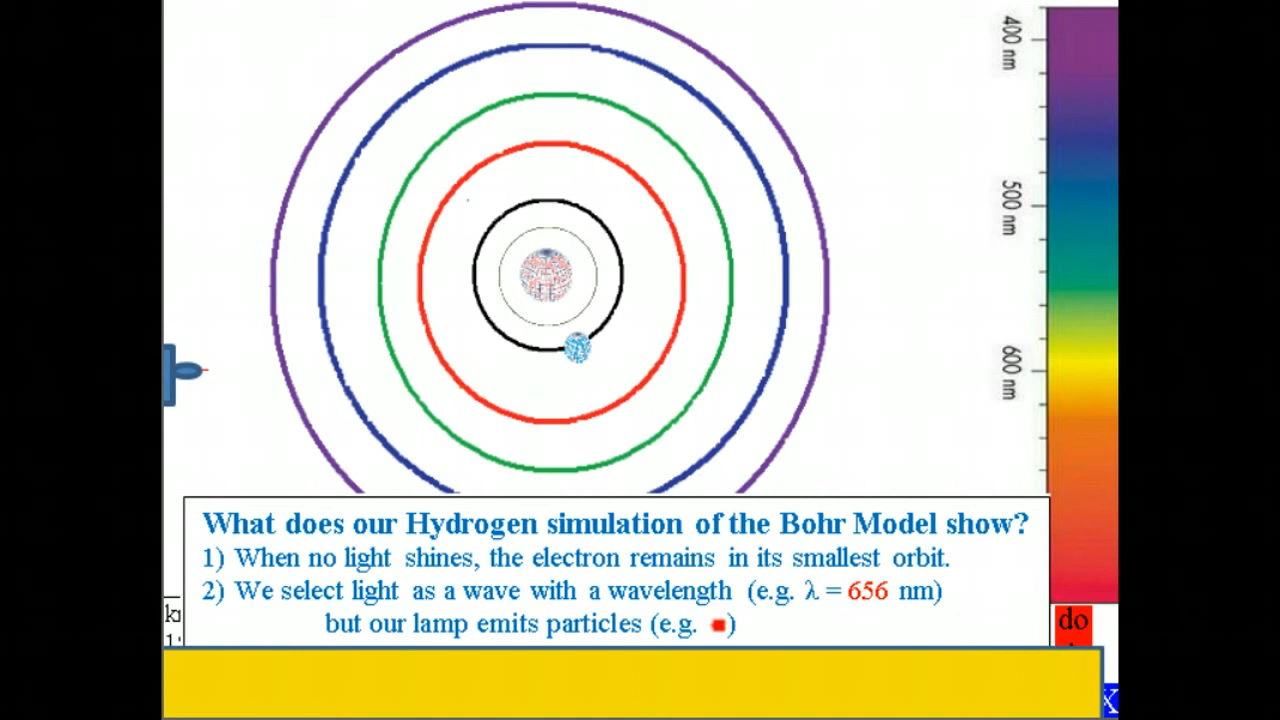 400 nm
500 nm
600 nm
H
What does our Hydrogen simulation of the Bohr Model show?
1) When no light shines, the electron remains in its smallest orbit.
2) We select light as a wave with a wavelength (e.g. λ = 656 nm)
but our lamp emits particles (e.g. ■)
do
X